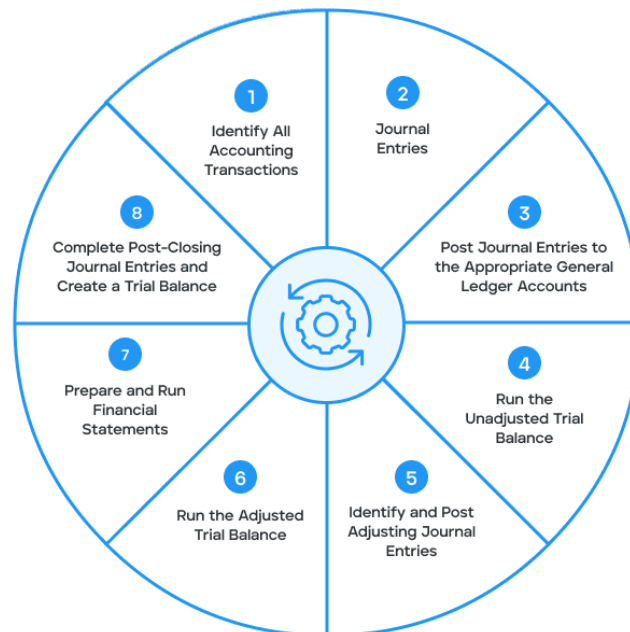 1
Identify All
Accounting
Transactions
2
Journal
Entries
3
Post Journal Entries to
the Appropriate General
Ledger Accounts
4
Run the
Unadjusted Trial
Balance
5
Identify and Post
Adjusting Journal
Entries
6
Run the Adjusted
Trial Balance
7
Prepare and Run
Financial
Statements
8
Complete Post-Closing
Journal Entries and
Create a Trial Balance